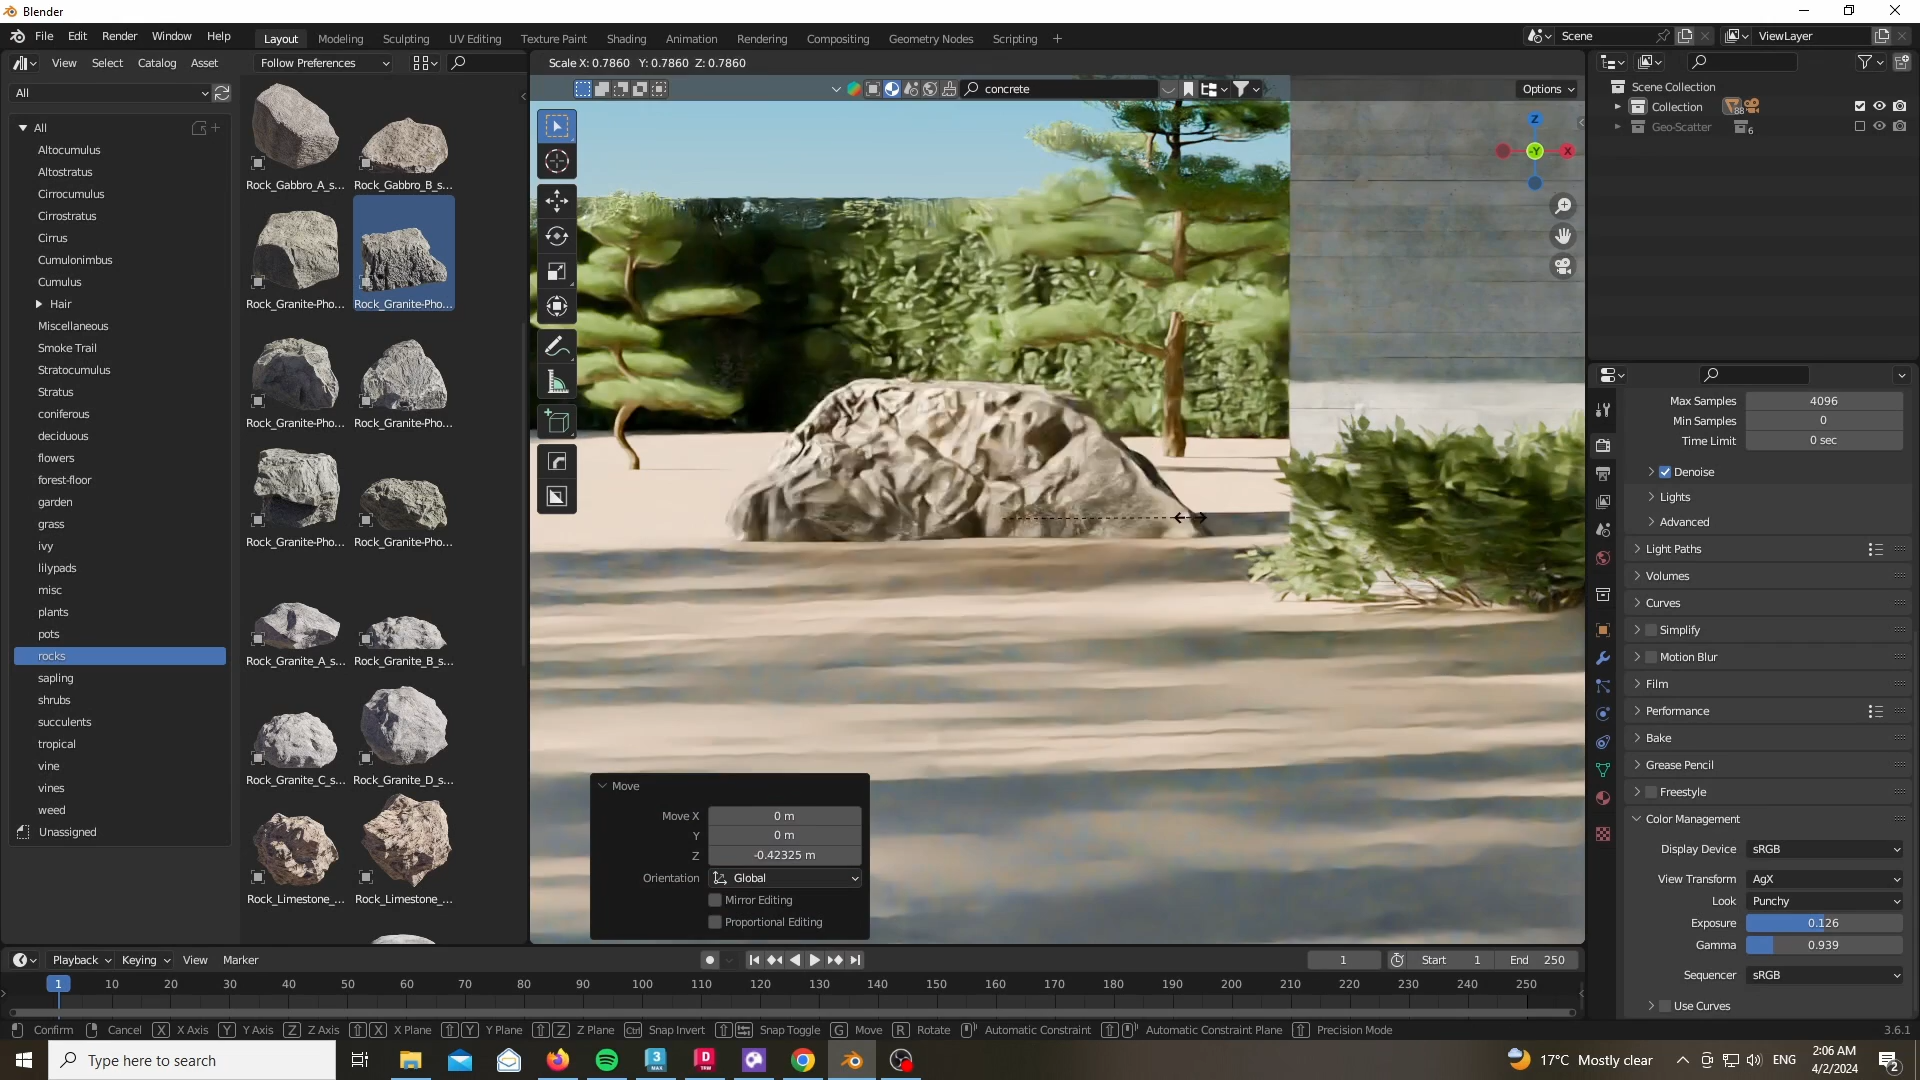 Blender
File Edit Render Window Help
Layout Modeling Sculpting UV Editing Texture Paint Shading Animation Rendering Compositing Geometry Nodes Scripting +
Scene ViewLayer
View Select Catalog Asset
Follow Preferences
Scale X: 0.7860 Y: 0.7860 Z: 0.7860
concrete
Options
All
All
Altocumulus
Altostratus
Cirrocumulus
Cirrostratus
Cirrus
Cumulonimbus
Cumulus
Hair
Miscellaneous
Smoke Trail
Stratocumulus
Stratus
coniferous
deciduous
flowers
forest-floor
garden
grass
ivy
lilypads
misc
plants
pots
rocks
sapling
shrubs
succulents
tropical
vine
vines
weed
Unassigned
Rock_Gabbro_A_s... Rock_Gabbro_B_s...
Rock_Granite-Pho... Rock_Granite-Pho...
Rock_Granite-Pho... Rock_Granite-Pho...
Rock_Granite-Pho... Rock_Granite-Pho...
Rock_Granite_A_s... Rock_Granite_B_s...
Rock_Granite_C_s... Rock_Granite_D_s...
Rock_Limestone_... Rock_Limestone_...
Z
-Y X
Move
Move X 0 m
Y 0 m
Z -0.42325 m
Orientation Global
Mirror Editing
Proportional Editing
Scene Collection
Collection 88
Geo-Scatter 6
Max Samples 4096
Min Samples 0
Time Limit 0 sec
Denoise
Lights
Advanced
Light Paths
Volumes
Curves
Simplify
Motion Blur
Film
Performance
Bake
Grease Pencil
Freestyle
Color Management
Display Device sRGB
View Transform AgX
Look Punchy
Exposure 0.126
Gamma 0.939
Sequencer sRGB
Use Curves
Playback Keying View Marker
1 Start 1 End 250
1 10 20 30 40 50 60 70 80 90 100 110 120 130 140 150 160 170 180 190 200 210 220 230 240 250
Confirm Cancel X X Axis Y Y Axis Z Z Axis X X Plane Y Y Plane Z Z Plane Ctrl Snap Invert Snap Toggle G Move R Rotate Automatic Constraint Automatic Constraint Plane Precision Mode 3.6.1
Type here to search
3 MAX
D TRW
17°C Mostly clear
ENG
2:06 AM
4/2/2024
2